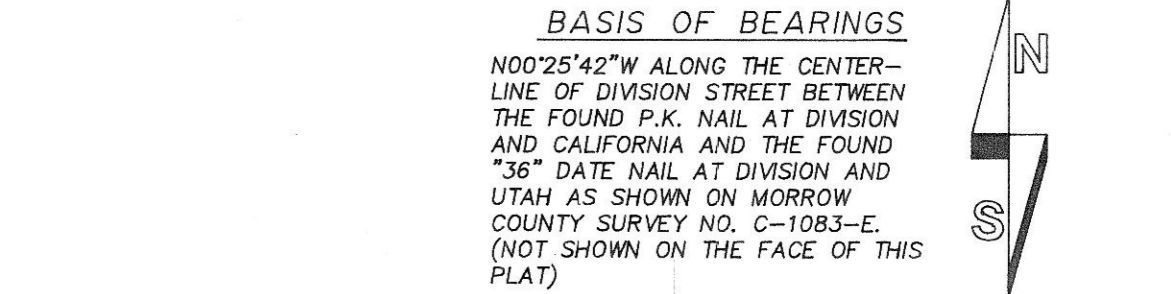 BASIS OF BEARINGS
N00°25'42"W ALONG THE CENTER-
LINE OF DIVISION STREET BETWEEN
THE FOUND P.K. NAIL AT DIVISION
AND CALIFORNIA AND THE FOUND
"36" DATE NAIL AT DIVISION AND
UTAH AS SHOWN ON MORROW
COUNTY SURVEY NO. C-1083-E.
(NOT SHOWN ON THE FACE OF THIS
PLAT)
N
S